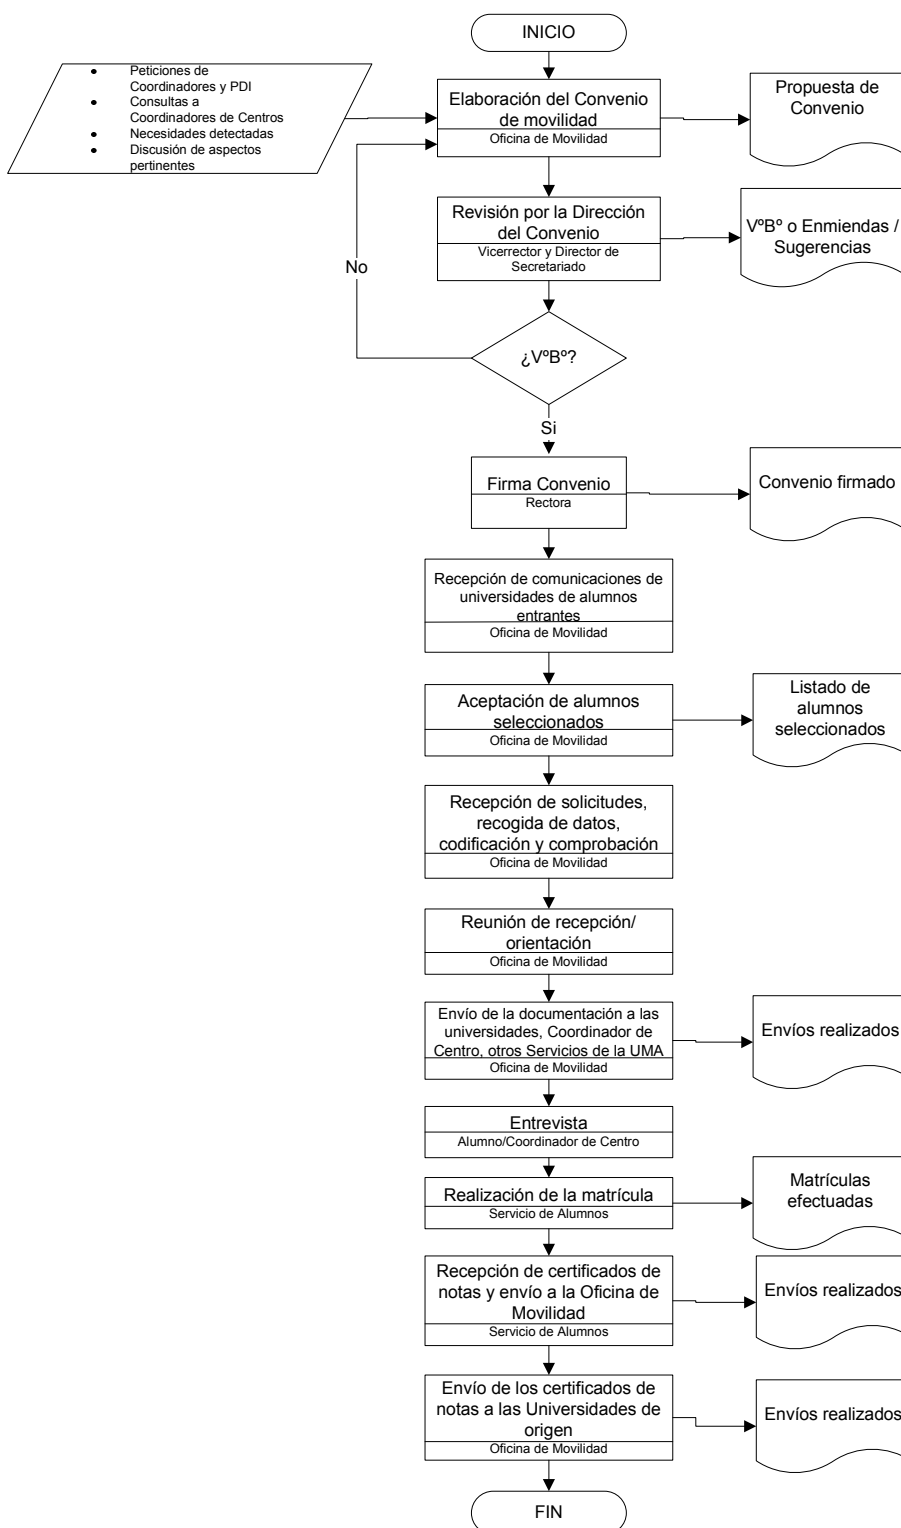 INICIO
• Peticiones de
Coordinadores y PDI
• Consultas a
Coordinadores de Centros
• Necesidades detectadas
• Discusión de aspectos
pertinentes
Elaboración del Convenio
de movilidad
Oficina de Movilidad
Propuesta de
Convenio
Revisión por la Dirección
del Convenio
Vicerrector y Director de
Secretariado
VºBº o Enmiendas /
Sugerencias
No
¿VºBº?
Si
Firma Convenio
Rectora
Convenio firmado
Recepción de comunicaciones de
universidades de alumnos
entrantes
Oficina de Movilidad
Aceptación de alumnos
seleccionados
Oficina de Movilidad
Listado de
alumnos
seleccionados
Recepción de solicitudes,
recogida de datos,
codificación y comprobación
Oficina de Movilidad
Reunión de recepción/
orientación
Oficina de Movilidad
Envío de la documentación a las
universidades, Coordinador de
Centro, otros Servicios de la UMA
Oficina de Movilidad
Envíos realizados
Entrevista
Alumno/Coordinador de Centro
Realización de la matrícula
Servicio de Alumnos
Matrículas
efectuadas
Recepción de certificados de
notas y envío a la Oficina de
Movilidad
Servicio de Alumnos
Envíos realizados
Envío de los certificados de
notas a las Universidades de
origen
Oficina de Movilidad
Envíos realizados
FIN